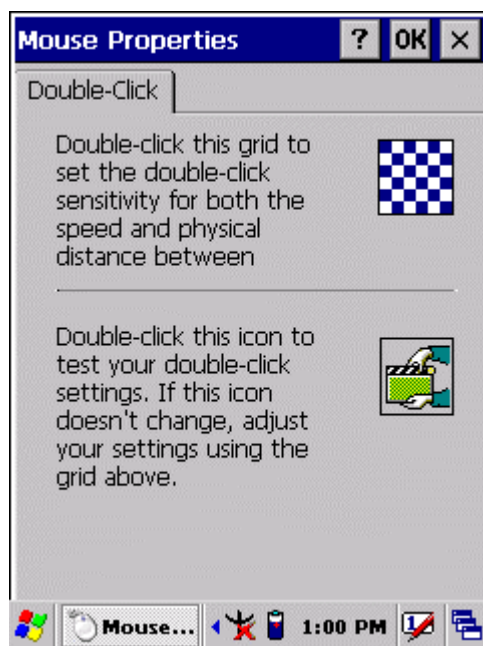 Mouse Properties ? OK ×
Double-Click
Double-click this grid to
set the double-click
sensitivity for both the
speed and physical
distance between
Double-click this icon to
test your double-click
settings. If this icon
doesn't change, adjust
your settings using the
grid above.
Mouse... 1:00 PM 1